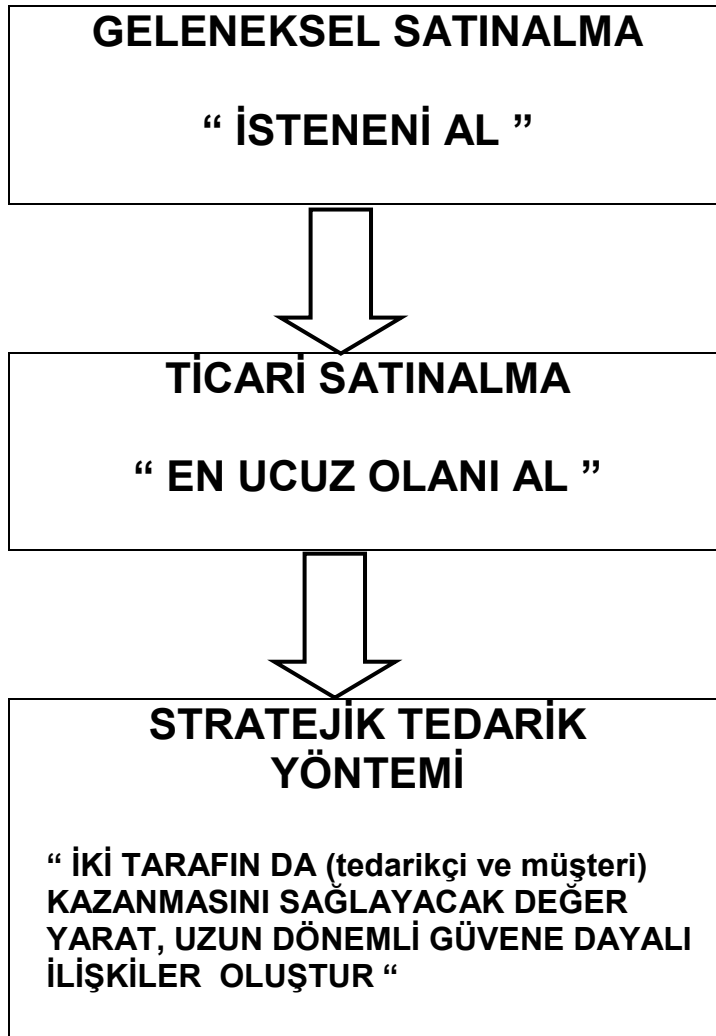 GELENEKSEL SATINALMA
“ İSTENENİ AL ”
TİCARİ SATINALMA
“ EN UCUZ OLANI AL ”
STRATEJİK TEDARİK
YÖNTEMİ
“ İKİ TARAFIN DA (tedarikçi ve müşteri)
KAZANMASINI SAĞLAYACAK DEĞER
YARAT, UZUN DÖNEMLİ GÜVENE DAYALI
İLİŞKİLER OLUŞTUR “